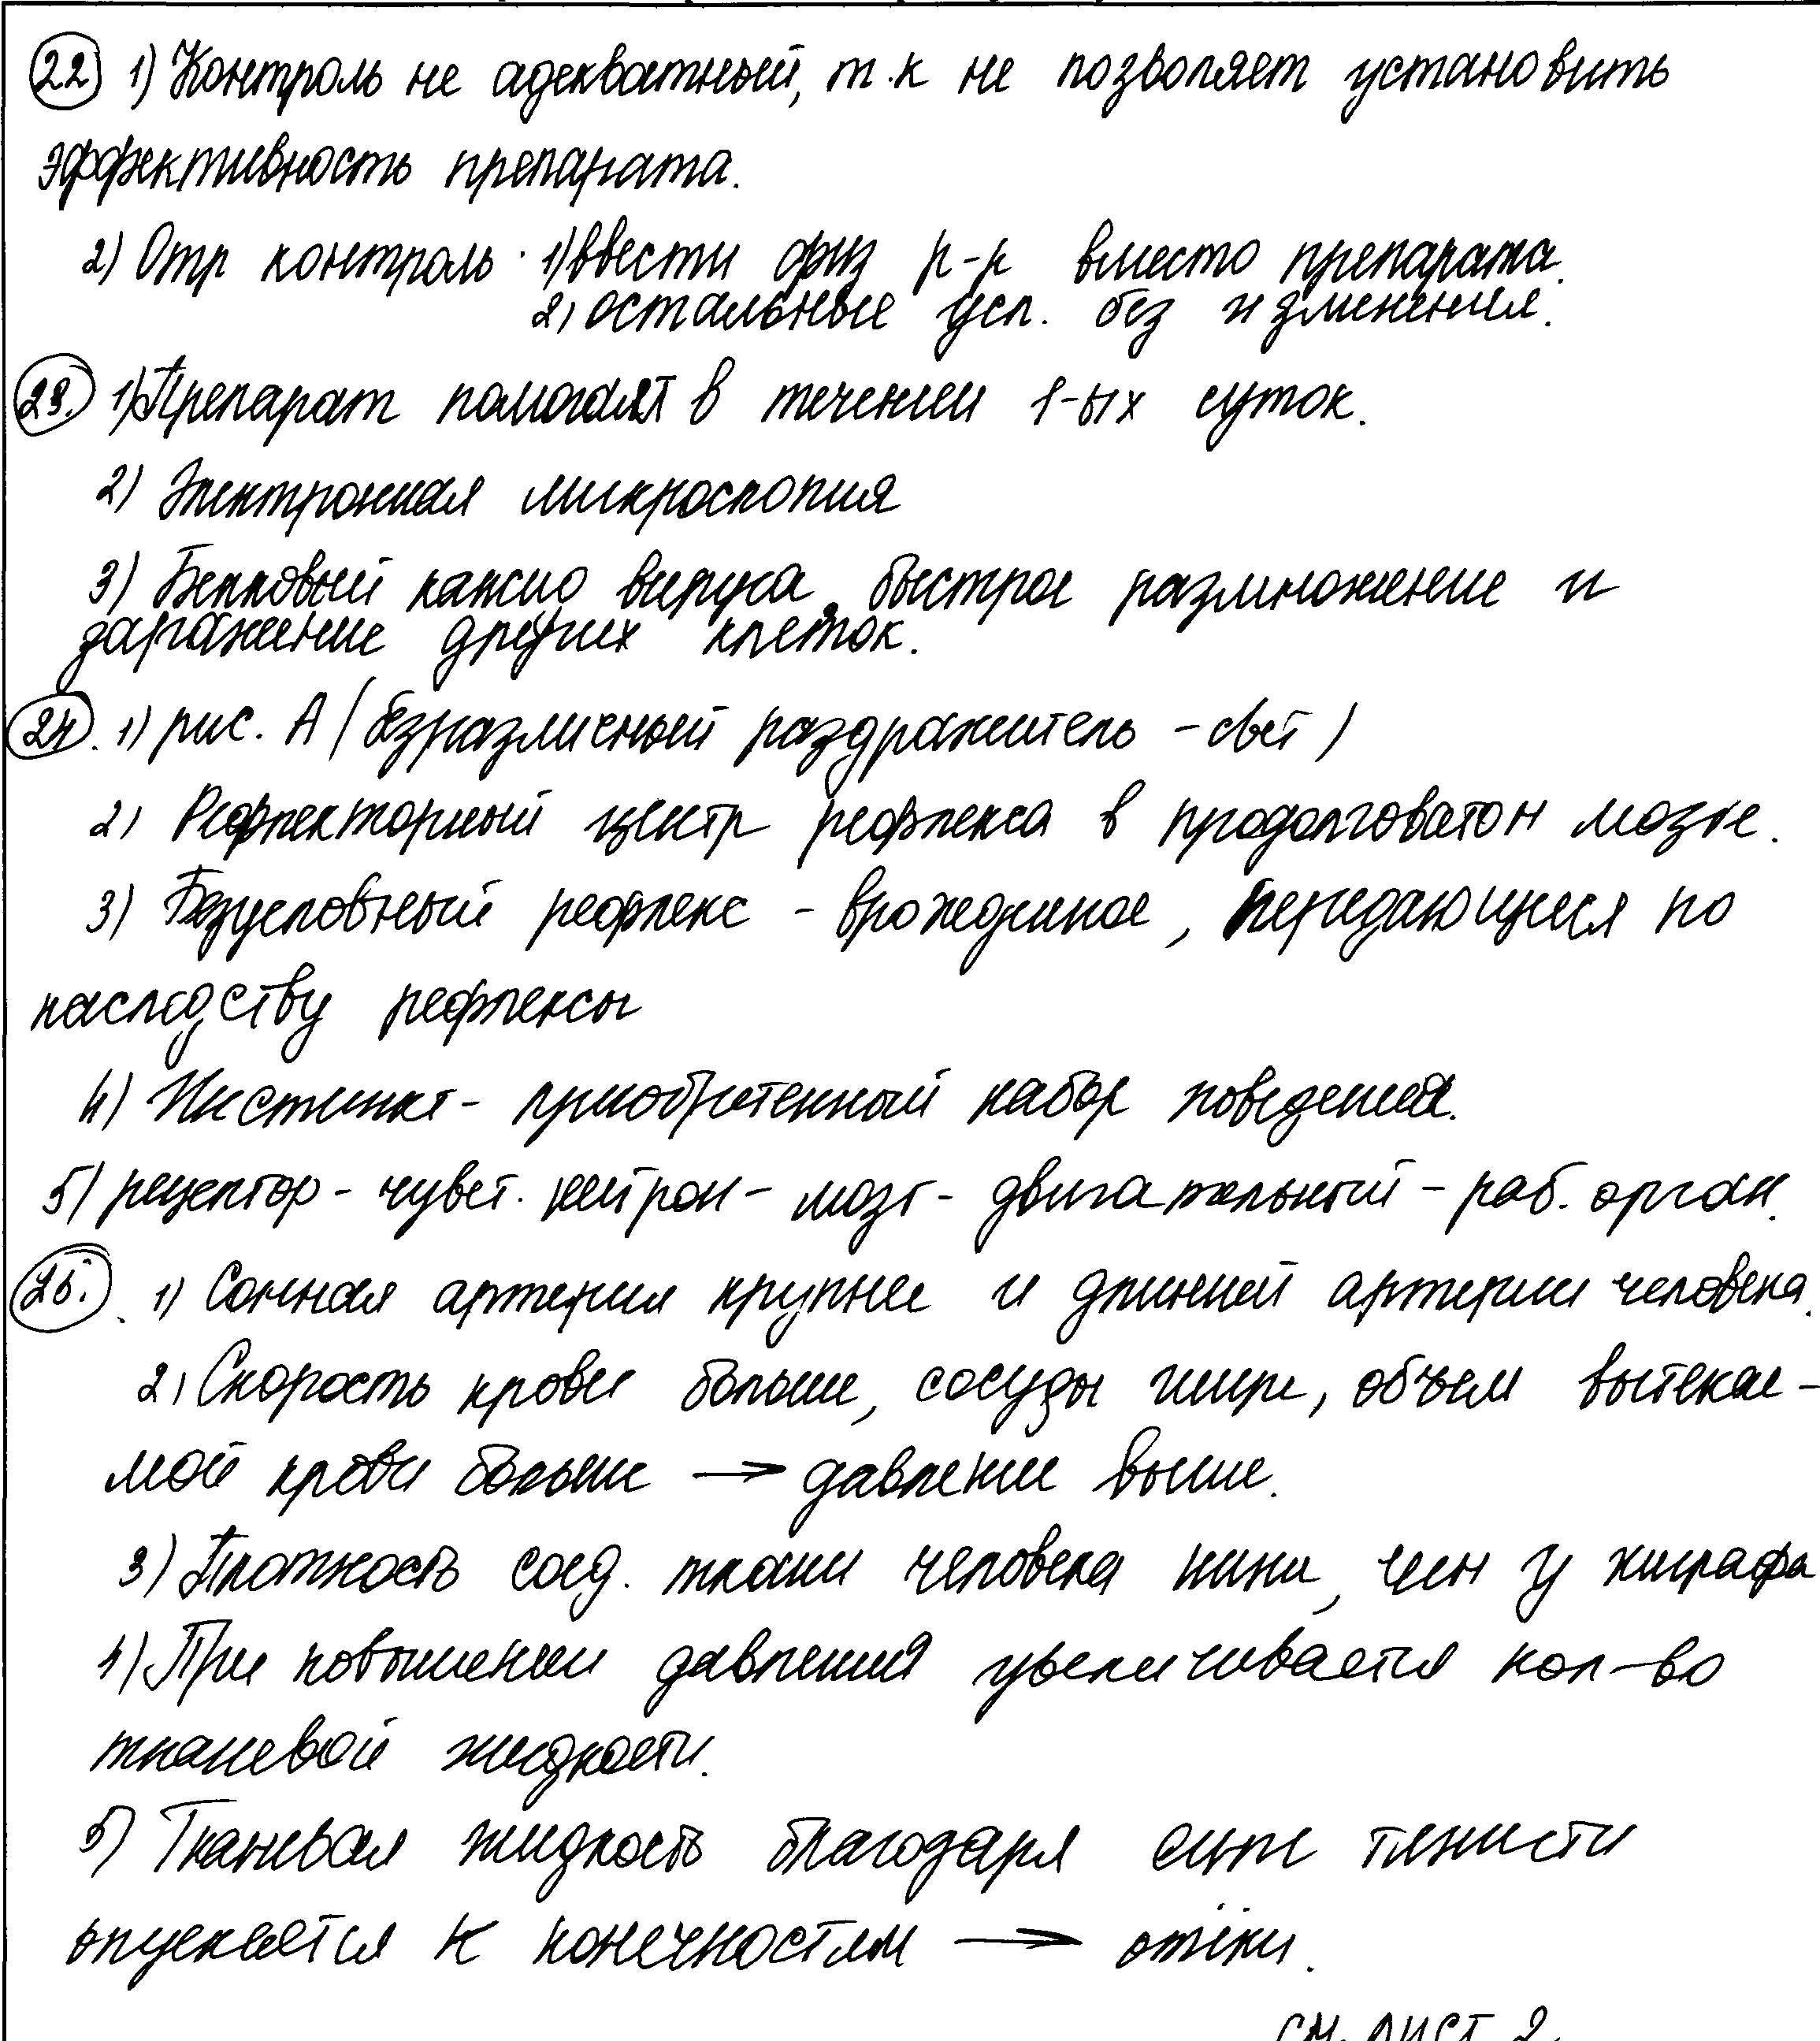 22 1) Контроль не адекватный, т.к не позволяет установить
эффективность препарата.
2) Отр контроль · 1) ввести физ р-р вместо препарата.
2) остальные усл. без изменения.
23. 1) Препарат помогает в течении 1-ых суток.
2) Электронная микроскопия
3) Белковый капсид вируса, быстрое размножение и
заражение других клеток.
24. 1) рис. А (безразличный раздражитель - свет)
2) Рефлекторный центр рефлекса в продолговатом мозге.
3) Безусловный рефлекс - врожденное, передающиеся по
наследству рефлексы
4) Инстинкт - приобретенный набор поведения.
5) рецептор - чувст. нейрон - мозг - двигательный - раб. орган.
25. 1) Сонная артерия крупнее и длинней артерии человека.
2) Скорость крови больше, сосуды шире, объем вытекае-
мой крови больше → давление выше.
3) Плотность соед. ткани человека ниже, чем у жирафа
4) При повышении давления увеличивается кол-во
тканевой жидкости.
5) Тканевая жидкость благодаря силе тяжести
опускается к конечностям → отёки.
см. лист 2.